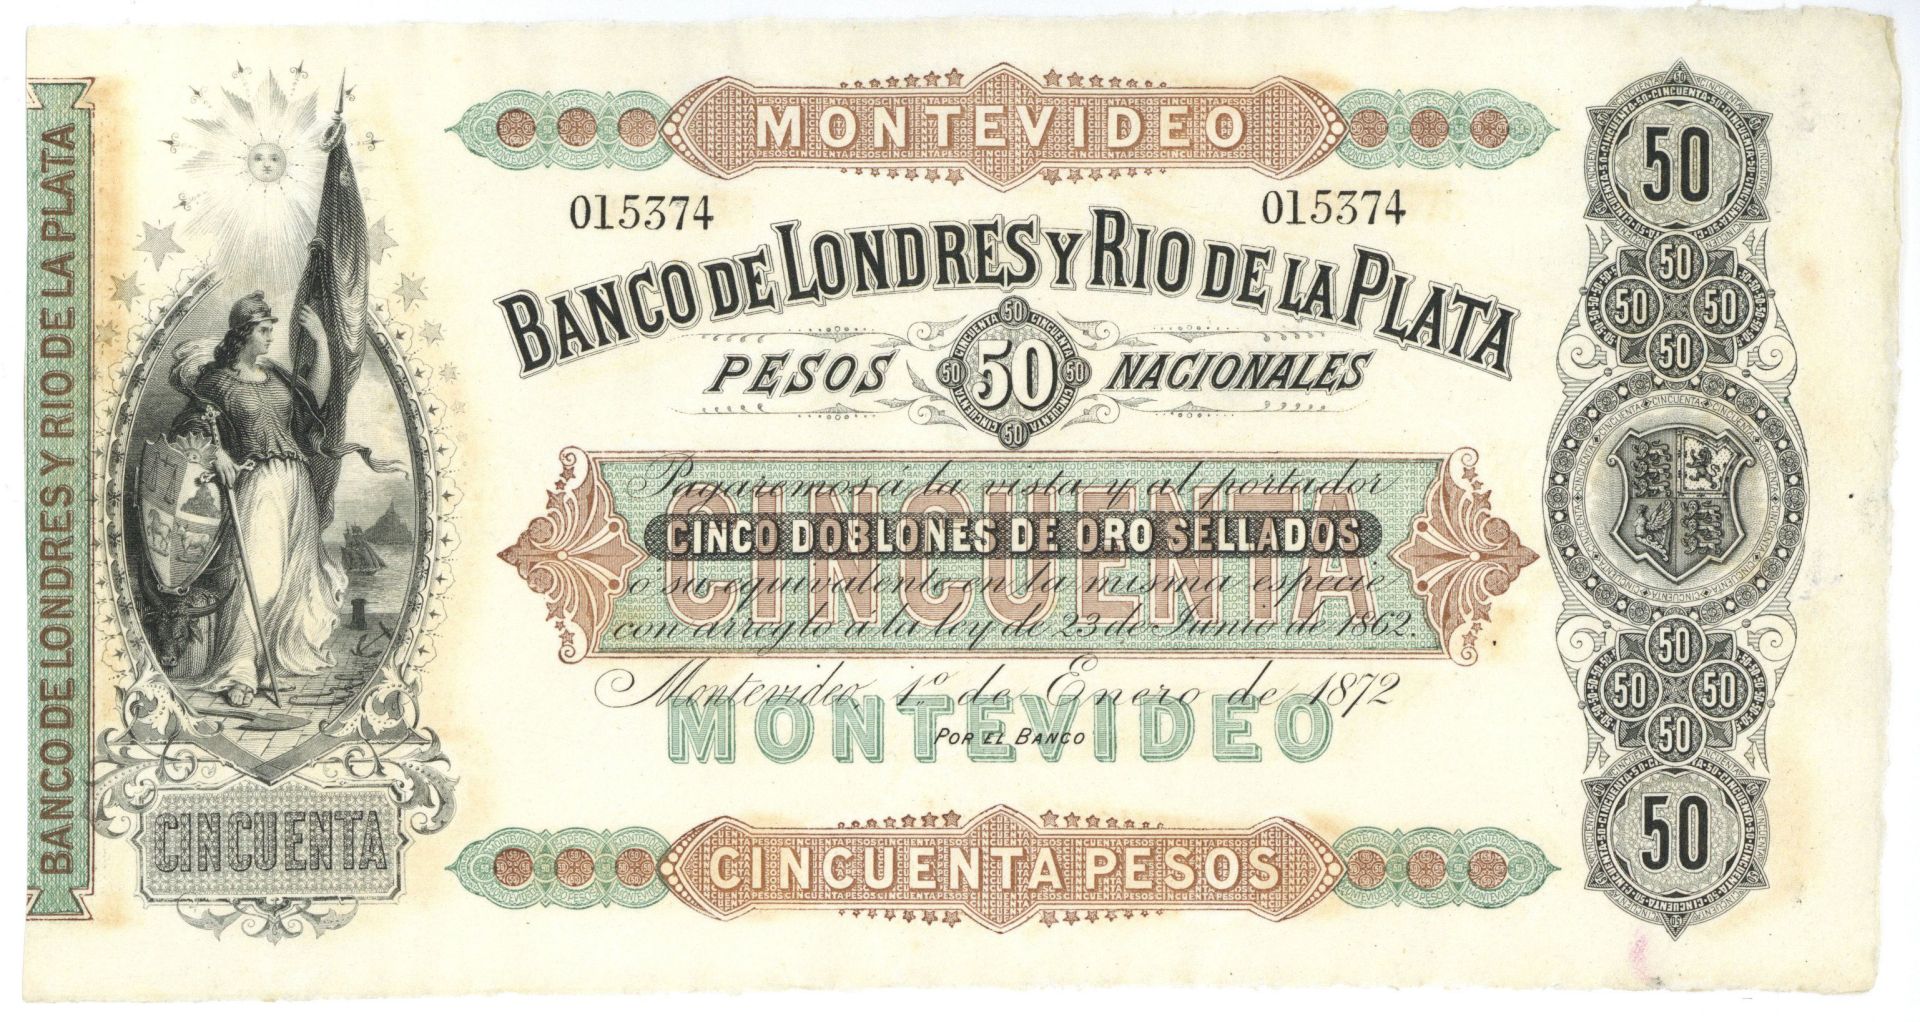 BANCO DE LONDRES Y RIO DE LA PLATA
MONTEVIDEO
015374 015374
BANCO DE LONDRES Y RIO DE LA PLATA
PESOS 50 NACIONALES
Pagaremos á la vista y al portador
CINCUENTA
CINCO DOBLONES DE ORO SELLADOS
o su equivalente en la misma especie
con arreglo á la ley de 23 de Junio de 1862.
Montevideo, 1º de Enero de 1872
MONTEVIDEO
POR EL BANCO
CINCUENTA
CINCUENTA PESOS
50
50
50 50
50
50
50 50
50
50